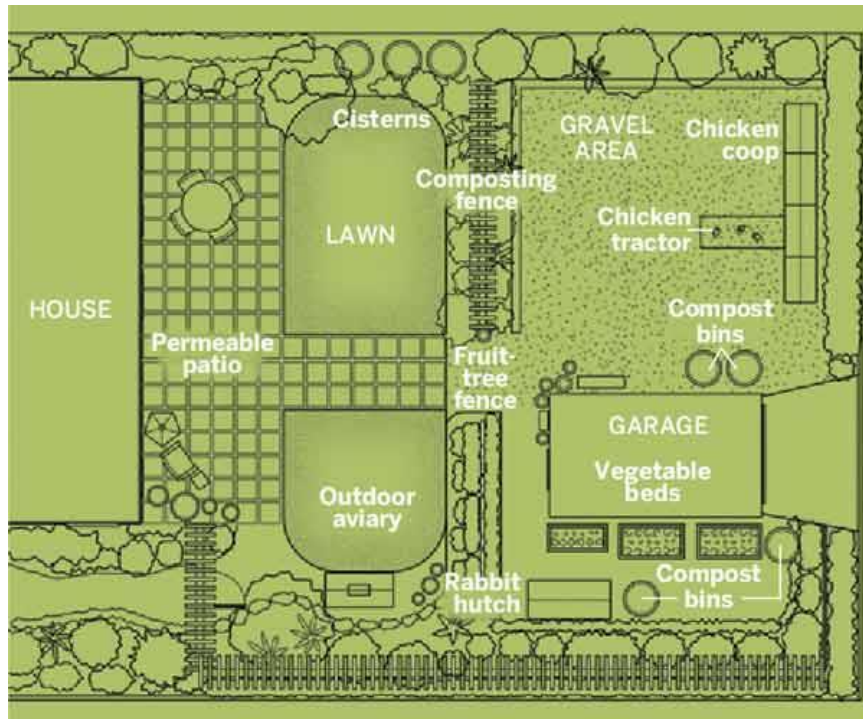 Cisterns
GRAVEL
AREA
Chicken
coop
Composting
fence
Chicken
tractor
LAWN
HOUSE
Permeable
patio
Compost
bins
Fruit-
tree
fence
GARAGE
Vegetable
beds
Outdoor
aviary
Rabbit
hutch
Compost
bins